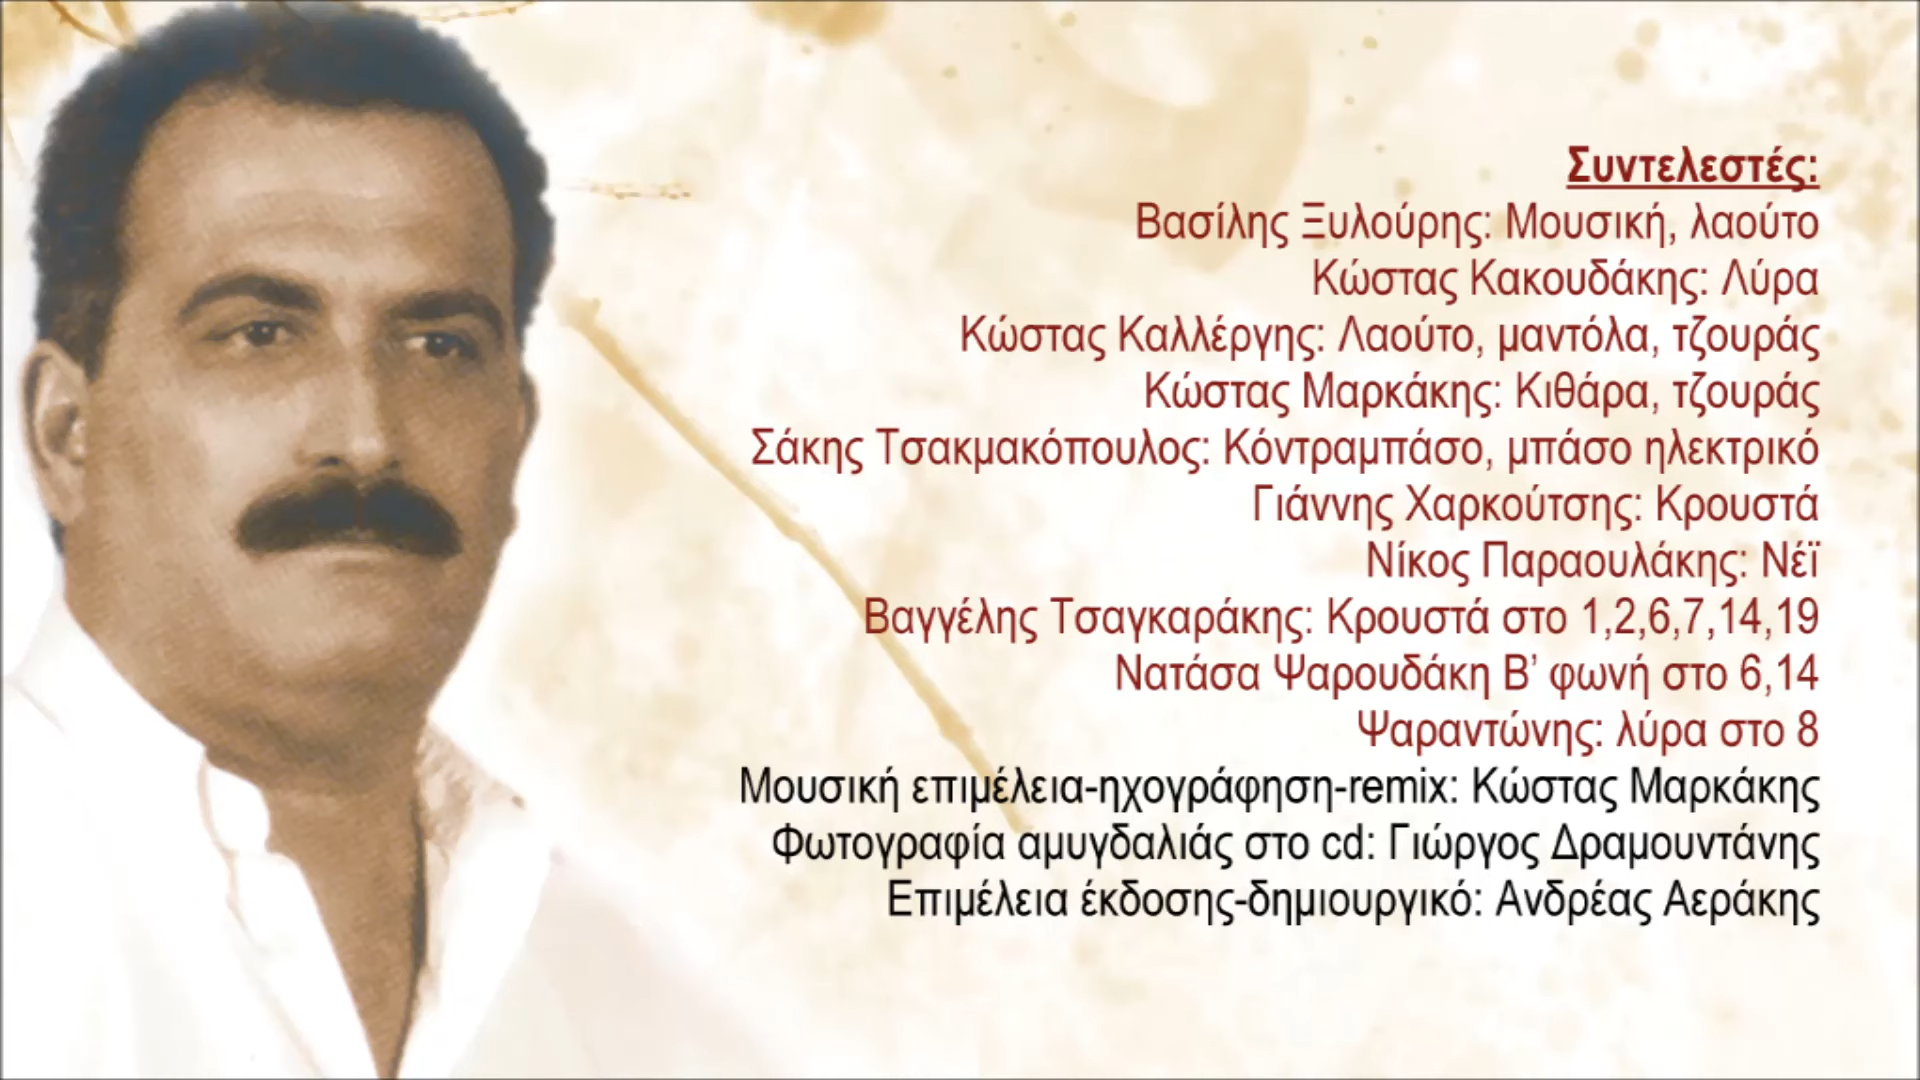 Συντελεστές:
Βασίλης Ξυλούρης: Μουσική, λαούτο
Κώστας Κακουδάκης: Λύρα
Κώστας Καλλέργης: Λαούτο, μαντόλα, τζουράς
Κώστας Μαρκάκης: Κιθάρα, τζουράς
Σάκης Τσακμακόπουλος: Κόντραμπάσο, μπάσο ηλεκτρικό
Γιάννης Χαρκούτσης: Κρουστά
Νίκος Παραουλάκης: Νέϊ
Βαγγέλης Τσαγκαράκης: Κρουστά στο 1,2,6,7,14,19
Νατάσα Ψαρουδάκη Β’ φωνή στο 6,14
Ψαραντώνης: λύρα στο 8
Μουσική επιμέλεια-ηχογράφηση-remix: Κώστας Μαρκάκης
Φωτογραφία αμυγδαλιάς στο cd: Γιώργος Δραμουντάνης
Επιμέλεια έκδοσης-δημιουργικό: Ανδρέας Αεράκης